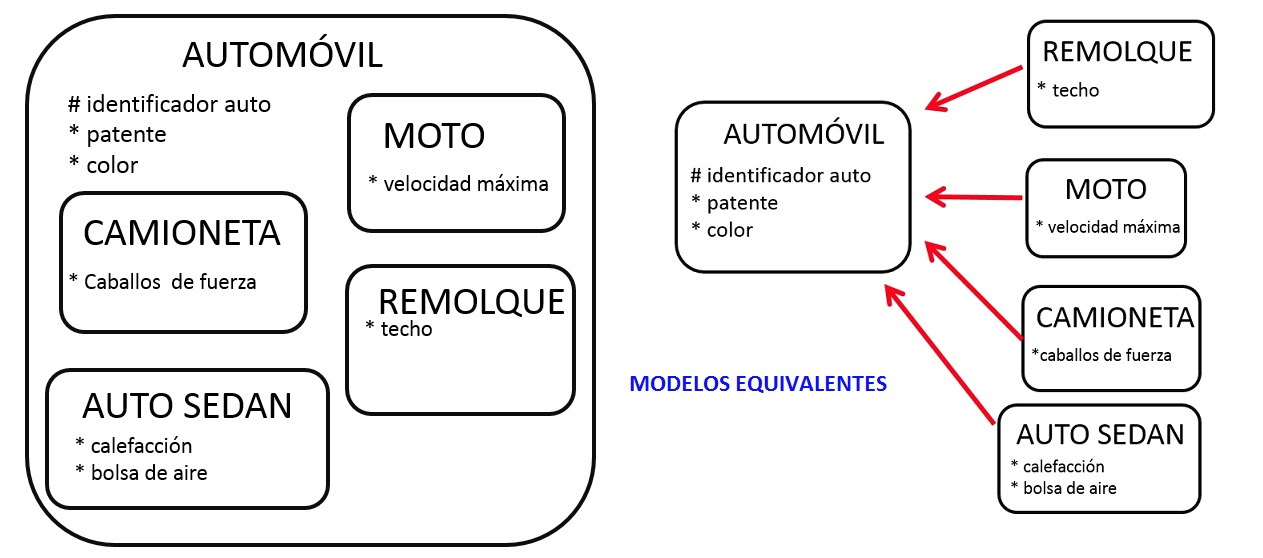 AUTOMÓVIL
# identificador auto
* patente
* color
MOTO
* velocidad máxima
CAMIONETA
* Caballos de fuerza
REMOLQUE
* techo
AUTO SEDAN
* calefacción
* bolsa de aire
AUTOMÓVIL
# identificador auto
* patente
* color
REMOLQUE
* techo
MOTO
* velocidad máxima
CAMIONETA
*caballos de fuerza
AUTO SEDAN
* calefacción
* bolsa de aire
MODELOS EQUIVALENTES